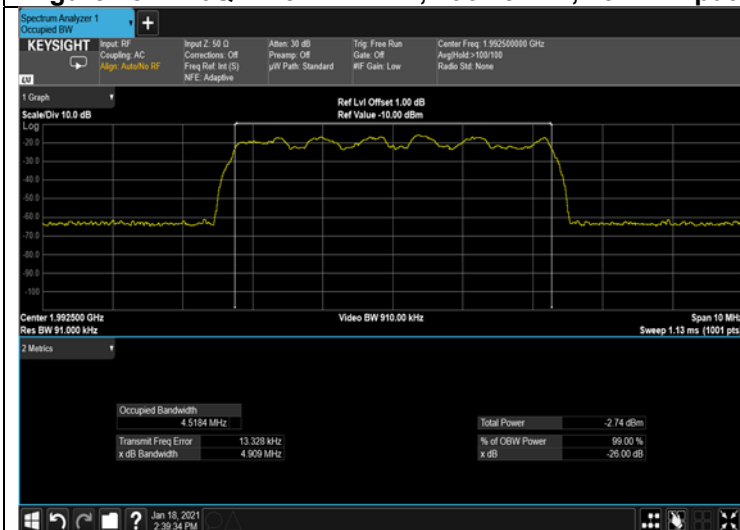 Spectrum Analyzer 1
Occupied BW
+
KEYSIGHT
Input: RF
Coupling: AC
Align: Auto/No RF
Input Z: 50 Ω
Corrections: Off
Freq Ref: Int (S)
NFE: Adaptive
Atten: 30 dB
Preamp: Off
µW Path: Standard
Trig: Free Run
Gate: Off
#IF Gain: Low
Center Freq: 1.992500000 GHz
Avg|Hold:>100/100
Radio Std: None
1 Graph
Scale/Div 10.0 dB
Ref Lvl Offset 1.00 dB
Ref Value -10.00 dBm
Log
-20.0
-30.0
-40.0
-50.0
-60.0
-70.0
-80.0
-90.0
-100
Center 1.992500 GHz
Video BW 910.00 kHz
Span 10 MHz
Res BW 91.000 kHz
Sweep 1.13 ms (1001 pts)
2 Metrics
Occupied Bandwidth
4.5184 MHz
Total Power -2.74 dBm
Transmit Freq Error 13.328 kHz
% of OBW Power 99.00 %
x dB Bandwidth 4.909 MHz
x dB -26.00 dB
?
Jan 18, 2021
2:39:34 PM